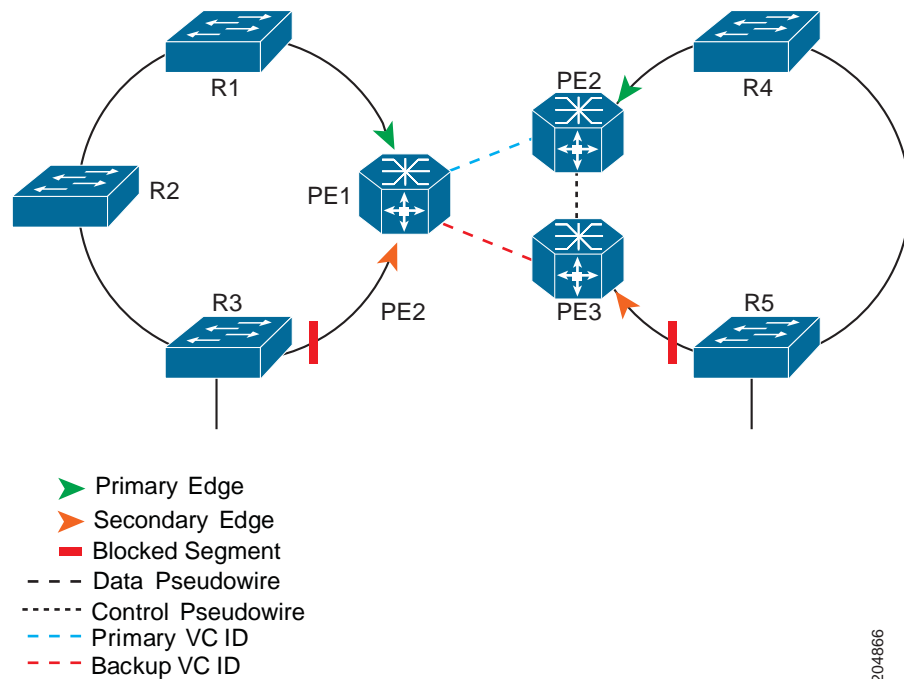 R1
PE2
R4
R2
PE1
R3
PE2
PE3
R5
Primary Edge
Secondary Edge
Blocked Segment
Data Pseudowire
Control Pseudowire
Primary VC ID
Backup VC ID
204866